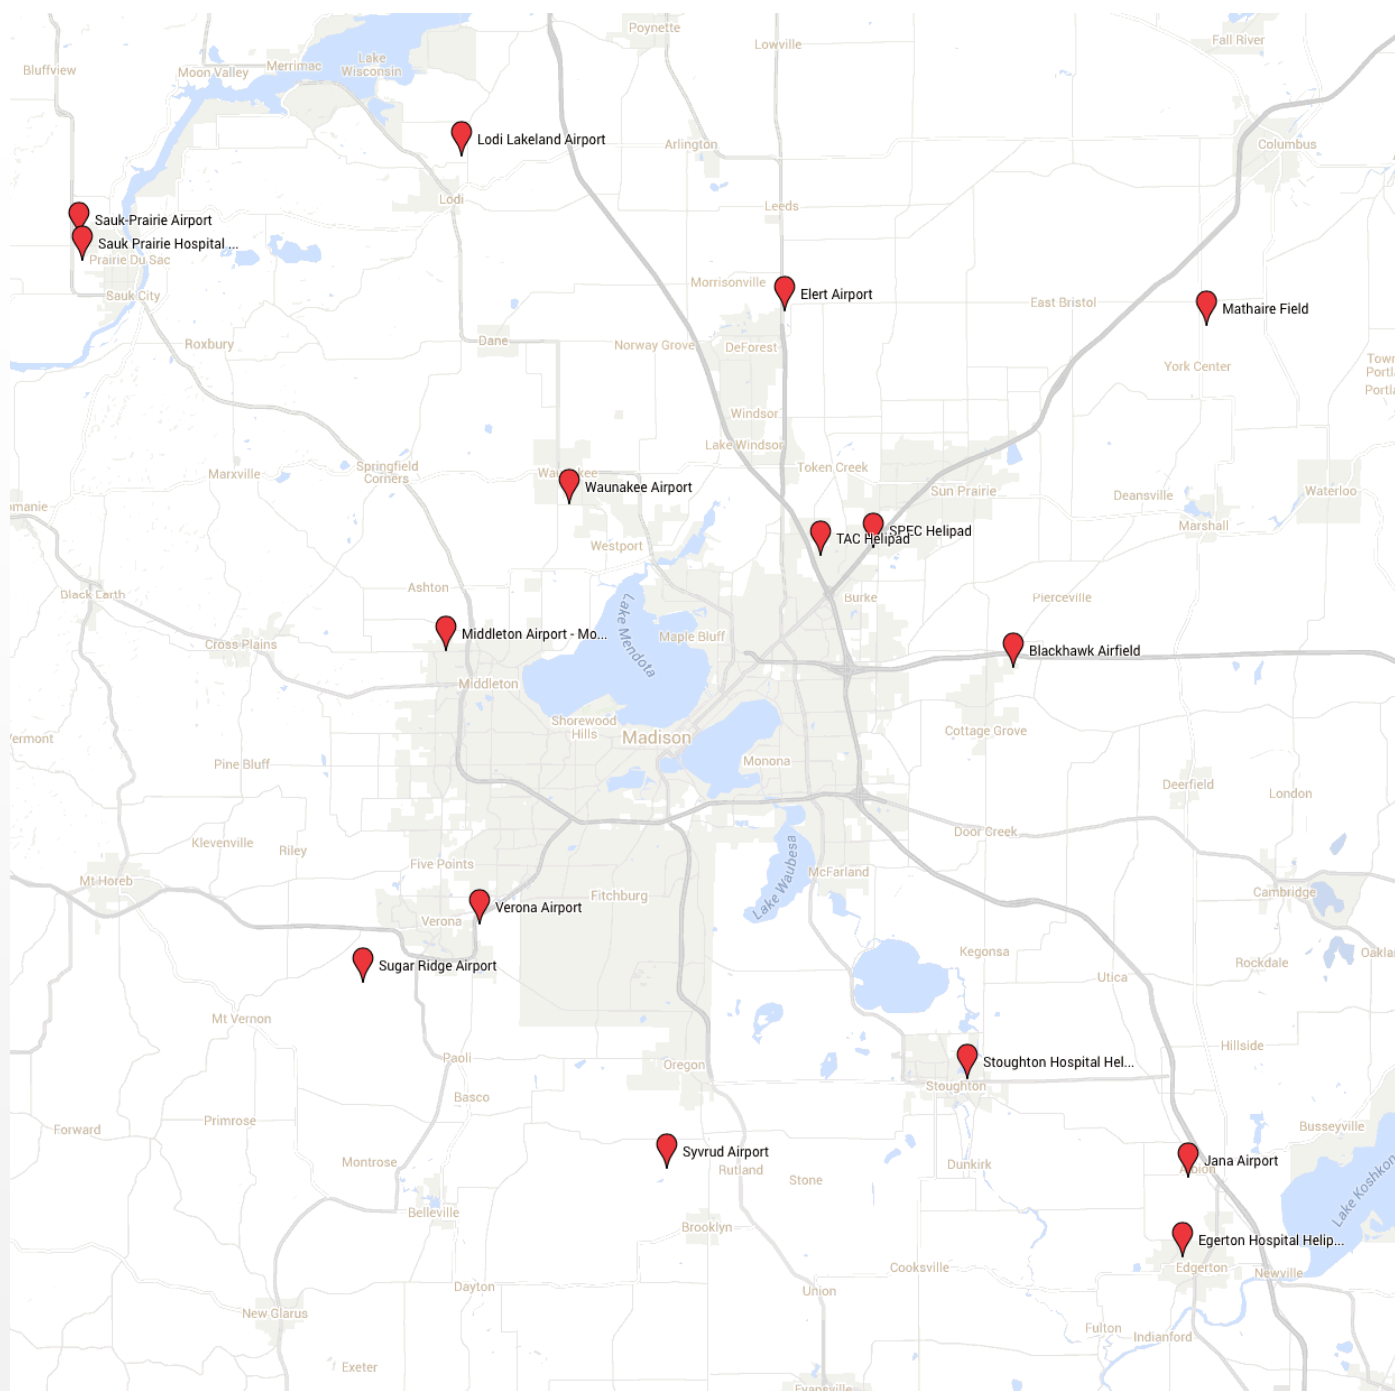 Poynette
Fall River
Lowville
Bluffview
Moon Valley
Merrimac
Lake
Wisconsin
Lodi Lakeland Airport
Arlington
Columbus
Lodi
Leeds
Sauk-Prairie Airport
Sauk Prairie Hospital ...
Prairie Du Sac
Sauk City
Morrisonville
Elert Airport
East Bristol
Mathaire Field
Roxbury
Dane
Norway Grove
DeForest
York Center
Windsor
Lake Windsor
Marxville
Springfield
Corners
Token Creek
Waunakee Airport
Sun Prairie
Deansville
Waterloo
Marshall
SPEC Helipad
TAC Helipad
Westport
Ashton
Black Earth
Burke
Pierceville
Lake Mendota
Middleton Airport - Mo...
Maple Bluff
Cross Plains
Blackhawk Airfield
Middleton
Shorewood
Hills
Madison
Cottage Grove
Pine Bluff
Monona
Deerfield
London
Door Creek
Klevenville
Riley
Five Points
Lake Waubesa
McFarland
Mt Horeb
Fitchburg
Cambridge
Verona Airport
Verona
Kegonsa
Sugar Ridge Airport
Rockdale
Utica
Mt Vernon
Hillside
Paoli
Oregon
Stoughton Hospital Hel...
Stoughton
Basco
Primrose
Forward
Busseyville
Montrose
Syvrud Airport
Rutland
Stone
Dunkirk
Jana Airport
Albion
Lake Koshkon
Belleville
Brooklyn
Egerton Hospital Helip...
Edgerton
Newville
Cooksville
Dayton
Union
New Glarus
Fulton
Indianford
Exeter
Evansville